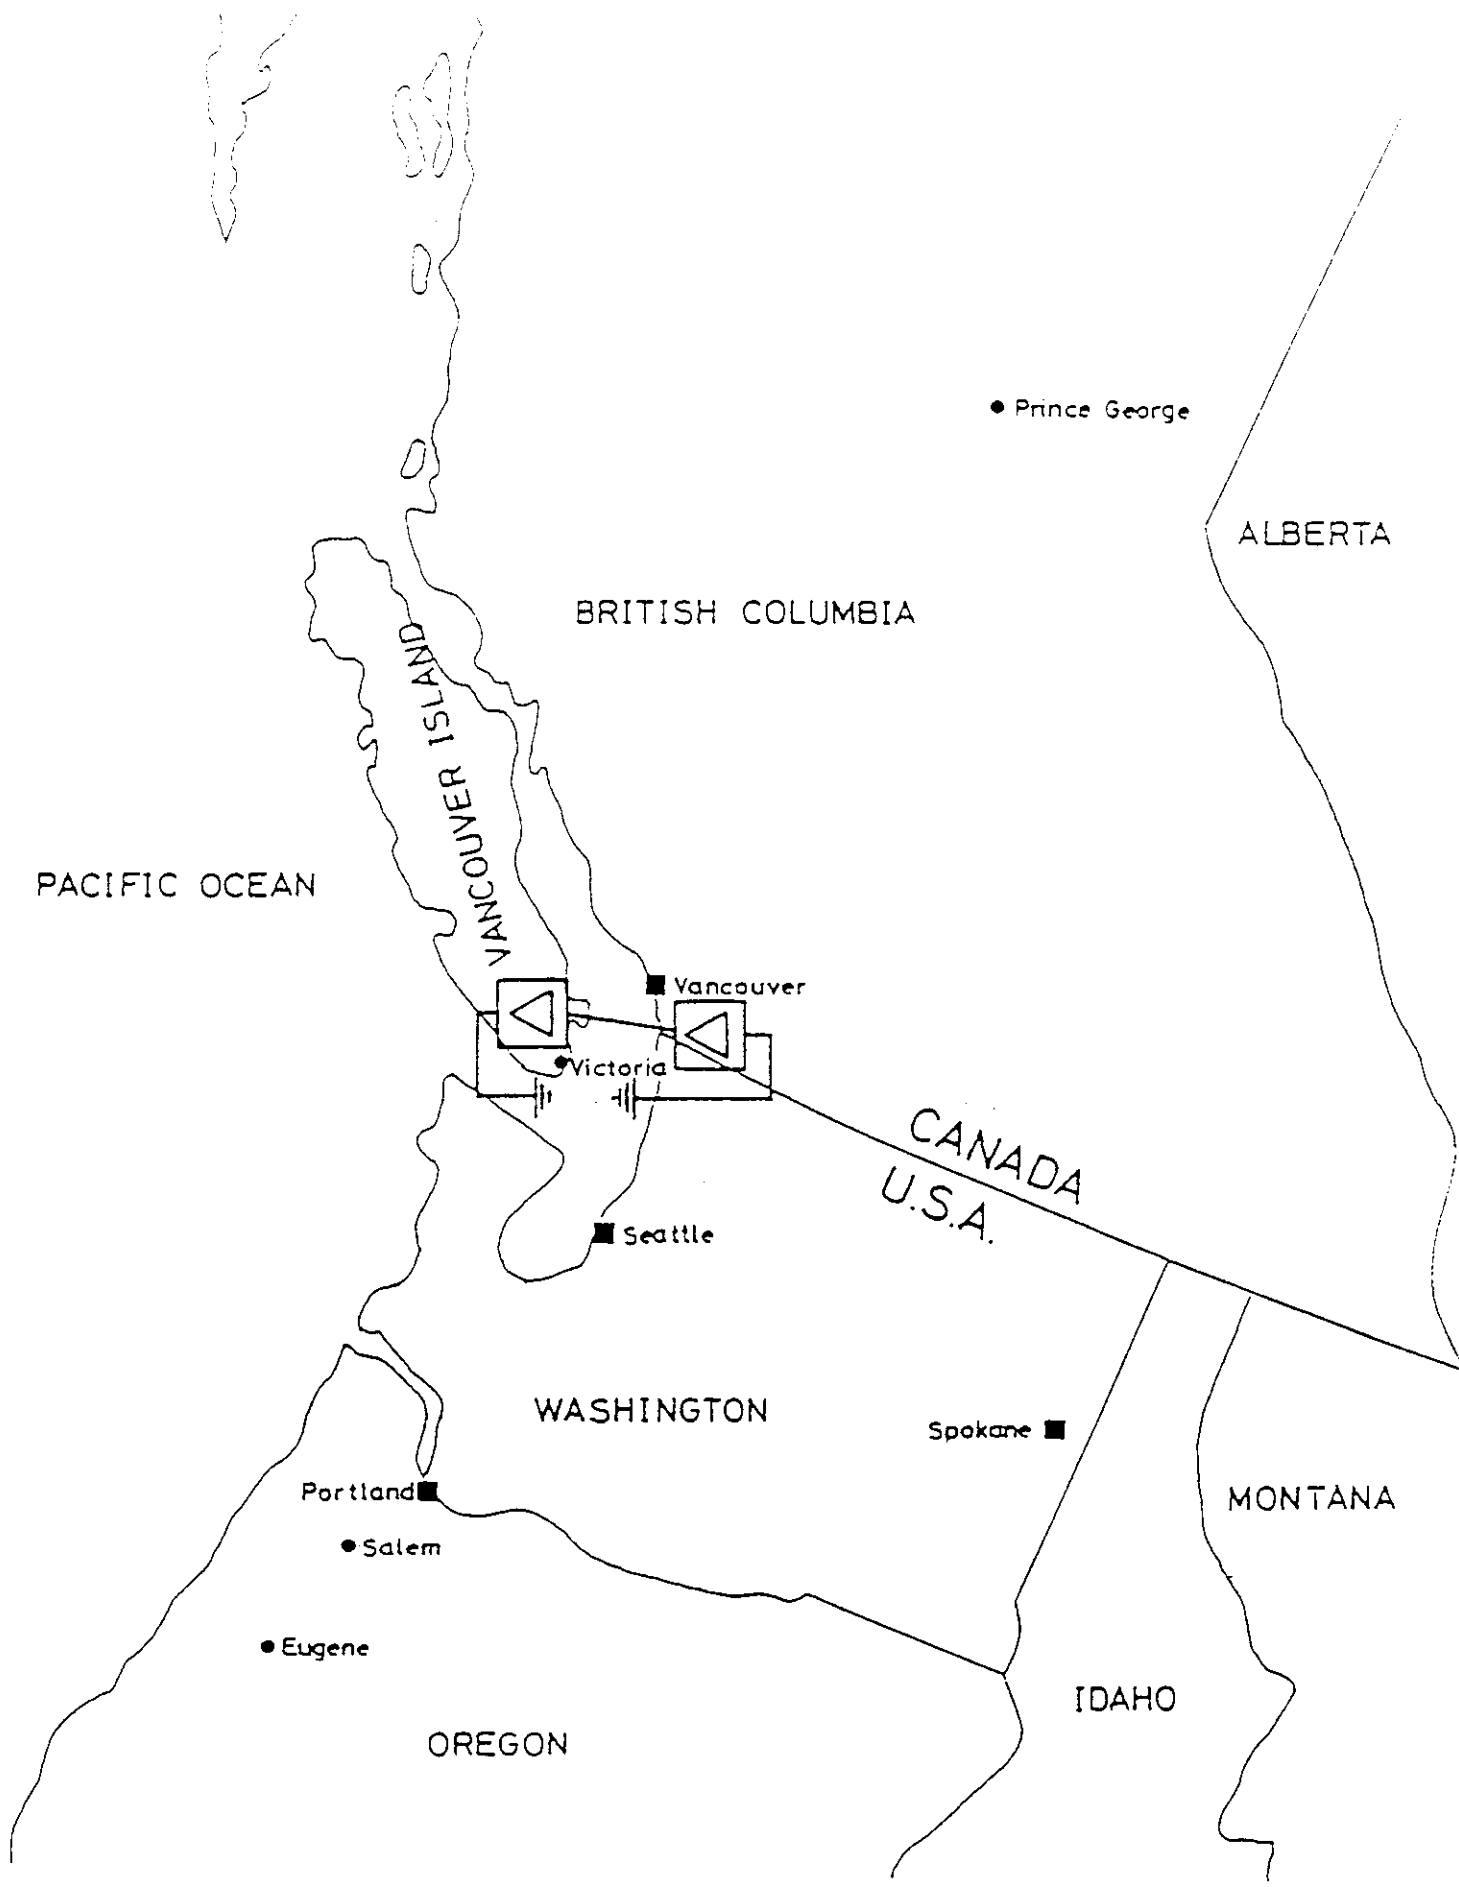 Prince George
ALBERTA
BRITISH COLUMBIA
VANCOUVER ISLAND
PACIFIC OCEAN
Vancouver
Victoria
CANADA
U.S.A.
Seattle
WASHINGTON
Spokane
Portland
MONTANA
Salem
Eugene
IDAHO
OREGON